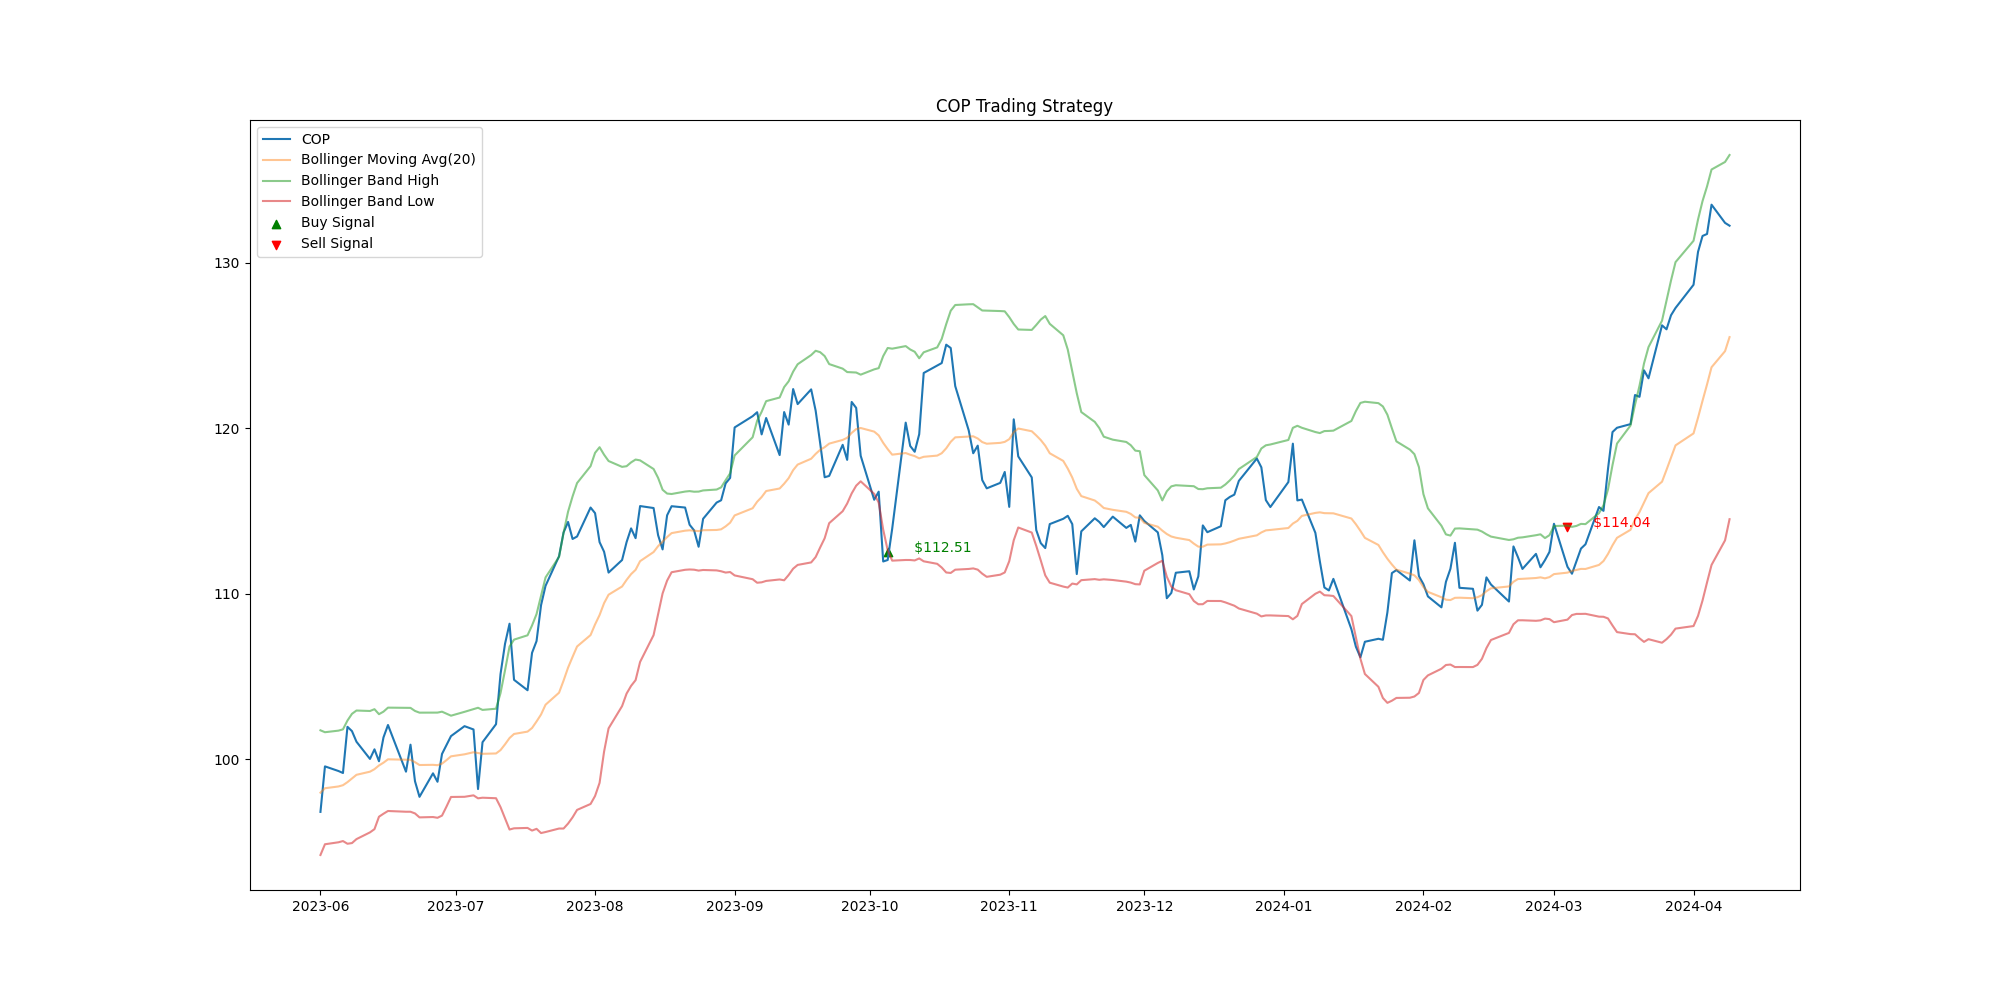 COP Trading Strategy
COP
Bollinger Moving Avg(20)
Bollinger Band High
Bollinger Band Low
Buy Signal
Sell Signal
130
120
110
100
$112.51
$114.04
2023-06
2023-07
2023-08
2023-09
2023-10
2023-11
2023-12
2024-01
2024-02
2024-03
2024-04